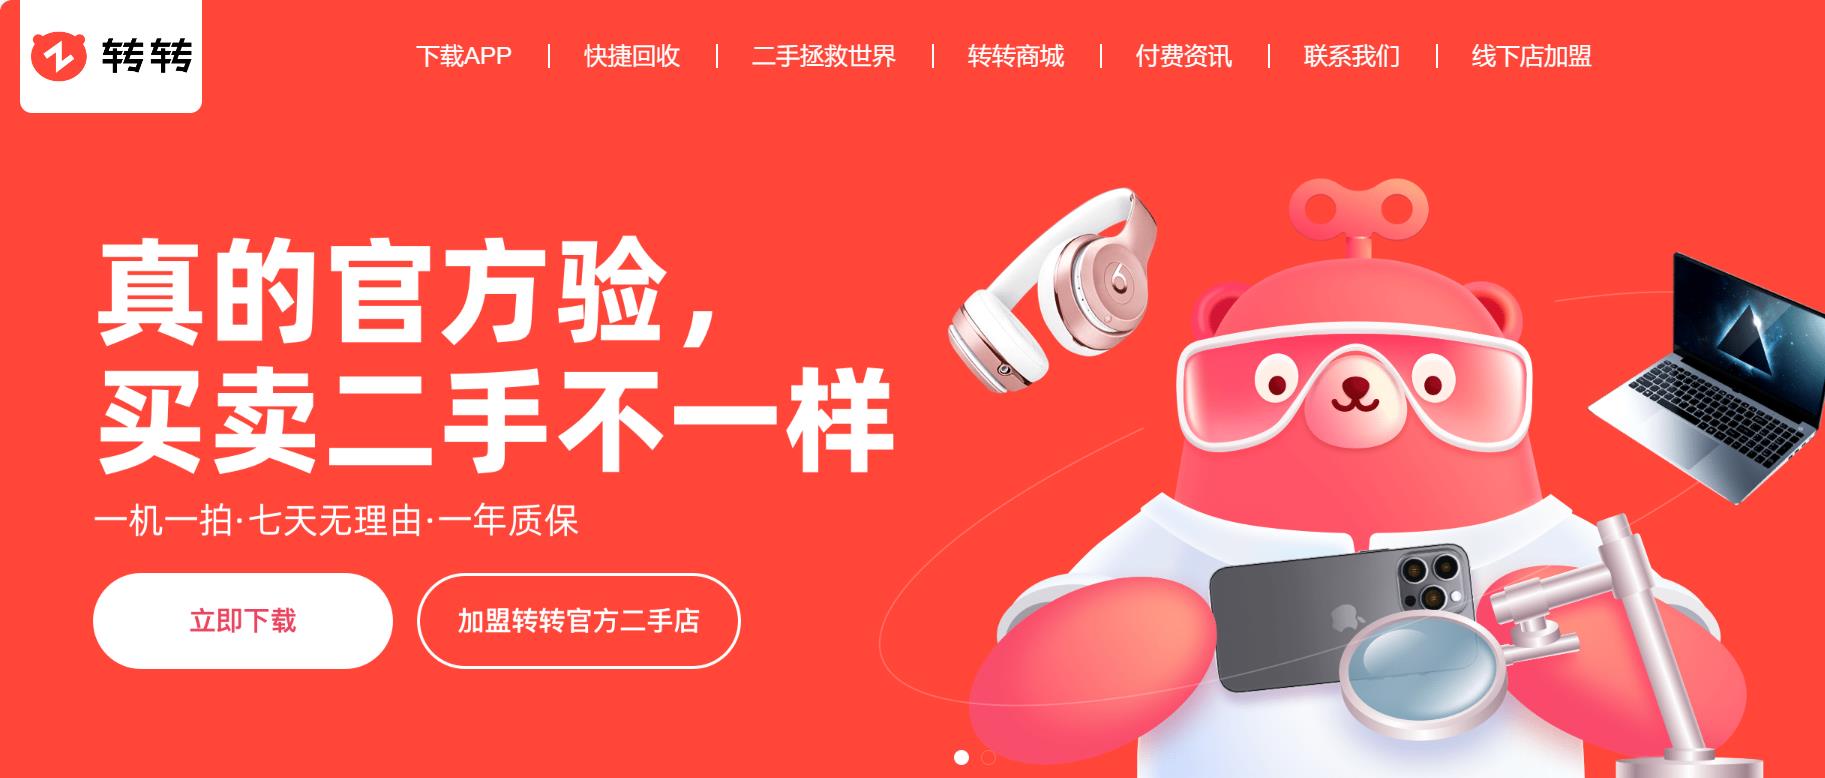 转转
下载APP
快捷回收
二手拯救世界
转转商城
付费资讯
联系我们
线下店加盟
真的官方验，
买卖二手不一样
一机一拍·七天无理由·一年质保
立即下载
加盟转转官方二手店